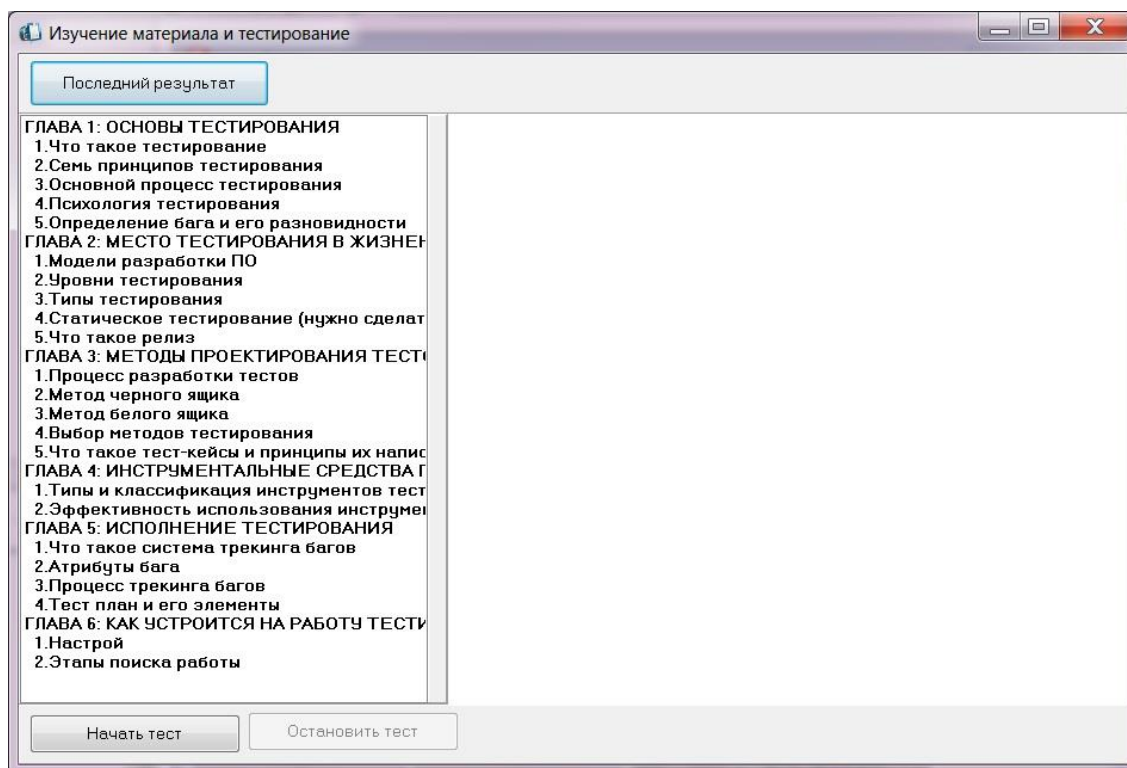 Изучение материала и тестирование
Последний результат
ГЛАВА 1: ОСНОВЫ ТЕСТИРОВАНИЯ
1.Что такое тестирование
2.Семь принципов тестирования
3.Основной процесс тестирования
4.Психология тестирования
5.Определение бага и его разновидности
ГЛАВА 2: МЕСТО ТЕСТИРОВАНИЯ В ЖИЗНЕН
1.Модели разработки ПО
2.Уровни тестирования
3.Типы тестирования
4.Статическое тестирование (нужно сделат
5.Что такое релиз
ГЛАВА 3: МЕТОДЫ ПРОЕКТИРОВАНИЯ ТЕСТО
1.Процесс разработки тестов
2.Метод черного ящика
3.Метод белого ящика
4.Выбор методов тестирования
5.Что такое тест-кейсы и принципы их напис
ГЛАВА 4: ИНСТРУМЕНТАЛЬНЫЕ СРЕДСТВА
1.Типы и классификация инструментов тест
2.Эффективность использования инструмен
ГЛАВА 5: ИСПОЛНЕНИЕ ТЕСТИРОВАНИЯ
1.Что такое система трекинга багов
2.Атрибуты бага
3.Процесс трекинга багов
4.Тест план и его элементы
ГЛАВА 6: КАК УСТРОИТСЯ НА РАБОТУ ТЕСТИ
1.Настрой
2.Этапы поиска работы
Начать тест
Остановить тест